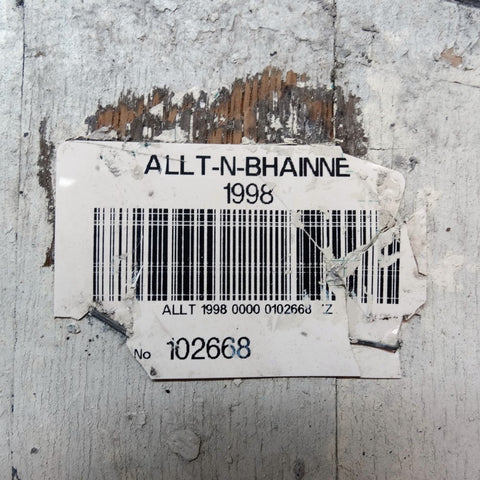 ALLT-N-BHAINNE
1998
ALLT 1998 0000 0102668
No 102668